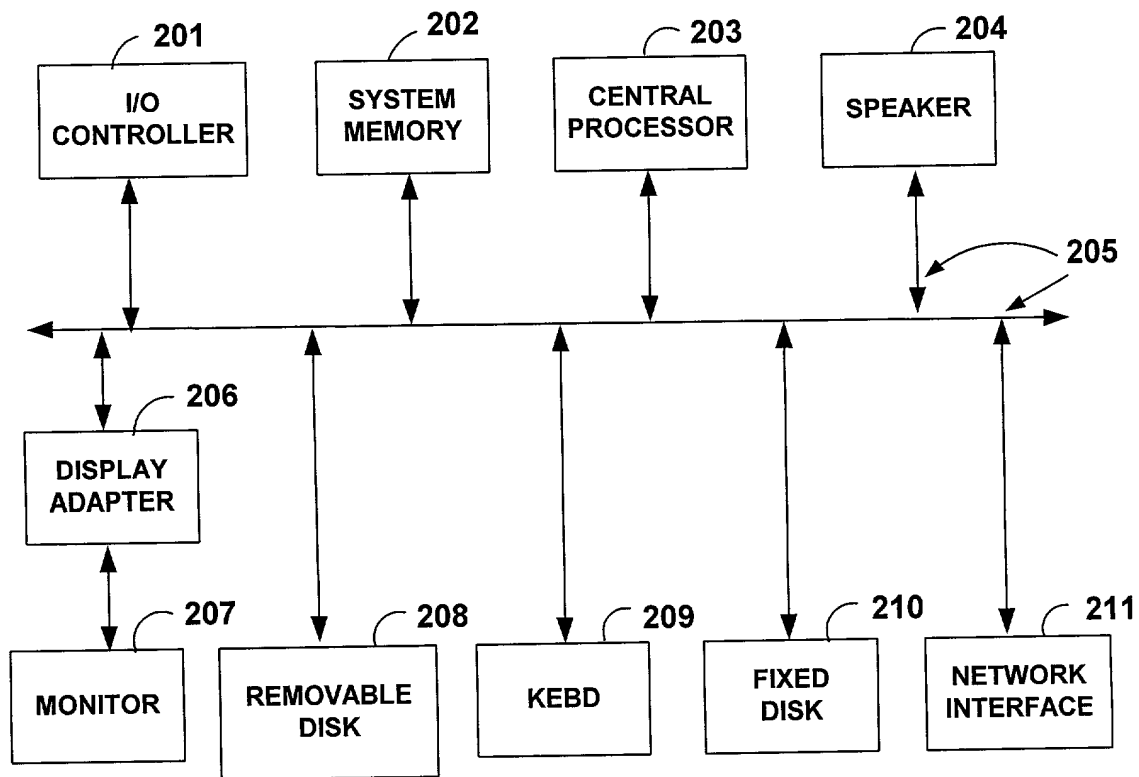 201
I/O
CONTROLLER
202
SYSTEM
MEMORY
203
CENTRAL
PROCESSOR
204
SPEAKER
205
206
DISPLAY
ADAPTER
207
MONITOR
208
REMOVABLE
DISK
209
KEBD
210
FIXED
DISK
211
NETWORK
INTERFACE